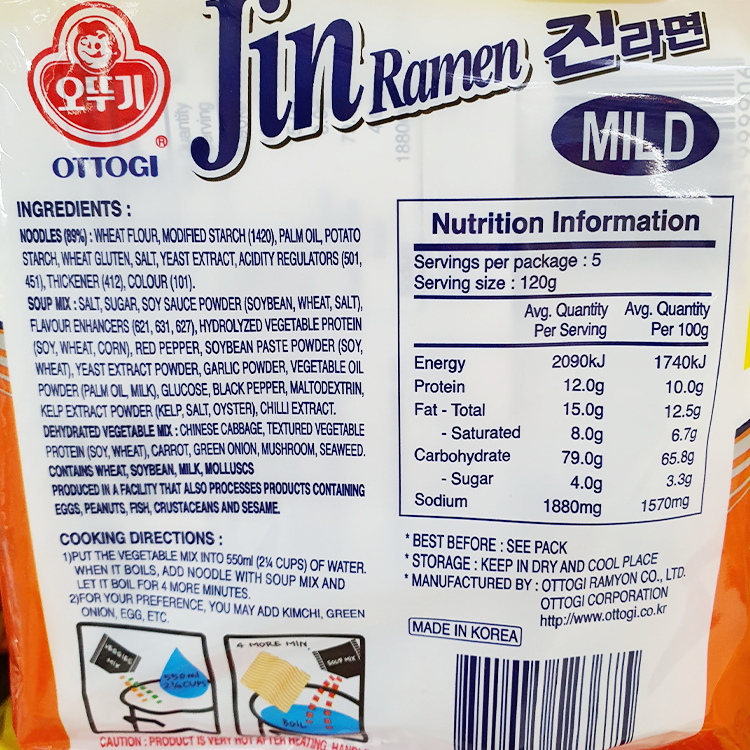 오뚜기
®
OTTOGI
Jin Ramen 진라면
MILD
INGREDIENTS :
NOODLES (89%) : WHEAT FLOUR, MODIFIED STARCH (1420), PALM OIL, POTATO
STARCH, WHEAT GLUTEN, SALT, YEAST EXTRACT, ACIDITY REGULATORS (501,
451), THICKENER (412), COLOUR (101).
SOUP MIX : SALT, SUGAR, SOY SAUCE POWDER (SOYBEAN, WHEAT, SALT),
FLAVOUR ENHANCERS (621, 631, 627), HYDROLYZED VEGETABLE PROTEIN
(SOY, WHEAT, CORN), RED PEPPER, SOYBEAN PASTE POWDER (SOY,
WHEAT), YEAST EXTRACT POWDER, GARLIC POWDER, VEGETABLE OIL
POWDER (PALM OIL, MILK), GLUCOSE, BLACK PEPPER, MALTODEXTRIN,
KELP EXTRACT POWDER (KELP, SALT, OYSTER), CHILLI EXTRACT.
DEHYDRATED VEGETABLE MIX : CHINESE CABBAGE, TEXTURED VEGETABLE
PROTEIN (SOY, WHEAT), CARROT, GREEN ONION, MUSHROOM, SEAWEED.
CONTAINS WHEAT, SOYBEAN, MILK, MOLLUSCS
PRODUCED IN A FACILITY THAT ALSO PROCESSES PRODUCTS CONTAINING
EGGS, PEANUTS, FISH, CRUSTACEANS AND SESAME.
COOKING DIRECTIONS :
1)PUT THE VEGETABLE MIX INTO 550ml (2¼ CUPS) OF WATER.
WHEN IT BOILS, ADD NOODLE WITH SOUP MIX AND
LET IT BOIL FOR 4 MORE MINUTES.
2)FOR YOUR PREFERENCE, YOU MAY ADD KIMCHI, GREEN
ONION, EGG, ETC.
VEGGIES
MIX
550ml
2¼CUPS
4 MORE MIN.
SOUP MIX
BOIL
CAUTION : PRODUCT IS VERY HOT AFTER HEATING.
Nutrition Information
Servings per package : 5
Serving size : 120g
Avg. Quantity Avg. Quantity
Per Serving Per 100g
Energy 2090kJ 1740kJ
Protein 12.0g 10.0g
Fat - Total 15.0g 12.5g
- Saturated 8.0g 6.7g
Carbohydrate 79.0g 65.8g
- Sugar 4.0g 3.3g
Sodium 1880mg 1570mg
* BEST BEFORE : SEE PACK
* STORAGE : KEEP IN DRY AND COOL PLACE
* MANUFACTURED BY : OTTOGI RAMYON CO., LTD.
OTTOGI CORPORATION
http://www.ottogi.co.kr
MADE IN KOREA